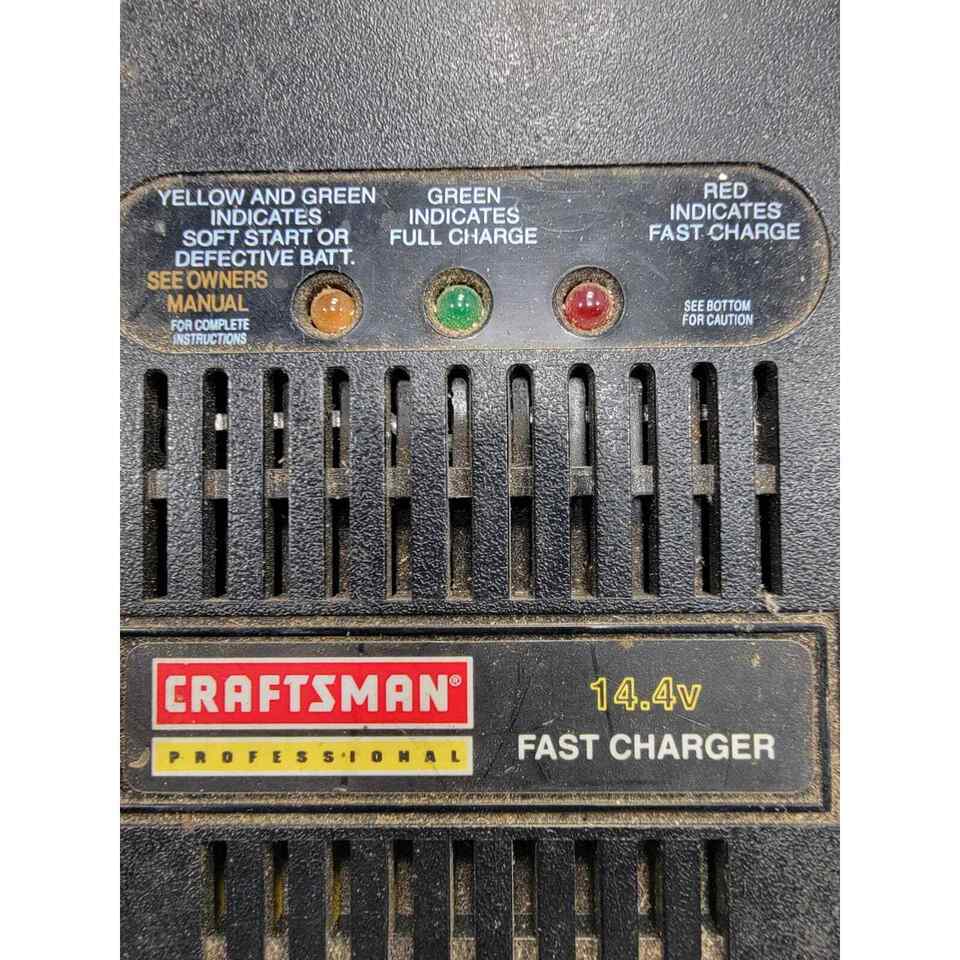 YELLOW AND GREEN
INDICATES
SOFT START OR
DEFECTIVE BATT.
SEE OWNERS
MANUAL
FOR COMPLETE
INSTRUCTIONS
GREEN
INDICATES
FULL CHARGE
RED
INDICATES
FAST CHARGE
SEE BOTTOM
FOR CAUTION
CRAFTSMAN®
PROFESSIONAL
14.4v
FAST CHARGER